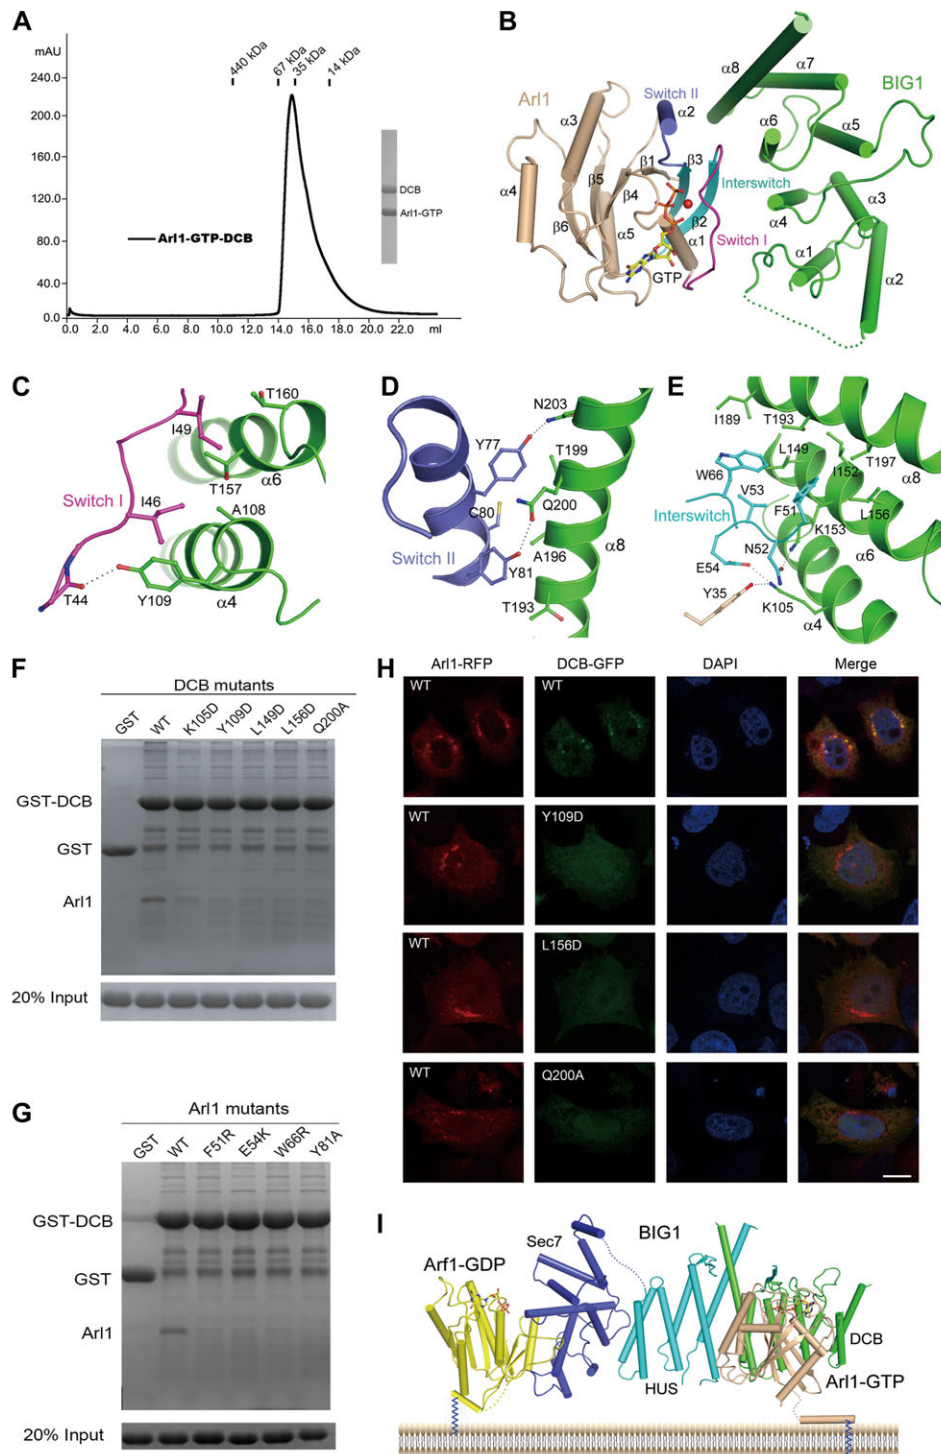 A
mAU
440 kDa
67 kDa
35 kDa
14 kDa
240.0
200.0
160.0
120.0
80.0
40.0
0.0
Arl1-GTP-DCB
DCB
Arl1-GTP
0.0 2.0 4.0 6.0 8.0 10.0 12.0 14.0 16.0 18.0 20.0 22.0 ml
B
Arl1
Switch II
α2
α3
α4
β1
β3
β5
β4
β6
α5
β2
α1
GTP
Interswitch
Switch I
BIG1
α8
α7
α6
α5
α3
α4
α1
α2
C
T160
I49
Switch I
T157
α6
I46
A108
T44
Y109
α4
D
N203
Y77
T199
C80
Q200
Switch II
A196
α8
Y81
T193
E
I189
T193
L149
T197
W66
I152
α8
V53
F51
L156
Interswitch
K153
N52
α6
E54
Y35
K105
α4
F
DCB mutants
GST
WT
K105D
Y109D
L149D
L156D
Q200A
GST-DCB
GST
Arl1
20% Input
G
Arl1 mutants
GST
WT
F51R
E54K
W66R
Y81A
GST-DCB
GST
Arl1
20% Input
H
Arl1-RFP DCB-GFP DAPI Merge
WT WT
WT Y109D
WT L156D
WT Q200A
I
BIG1
Sec7
Arf1-GDP
DCB
HUS
Arl1-GTP